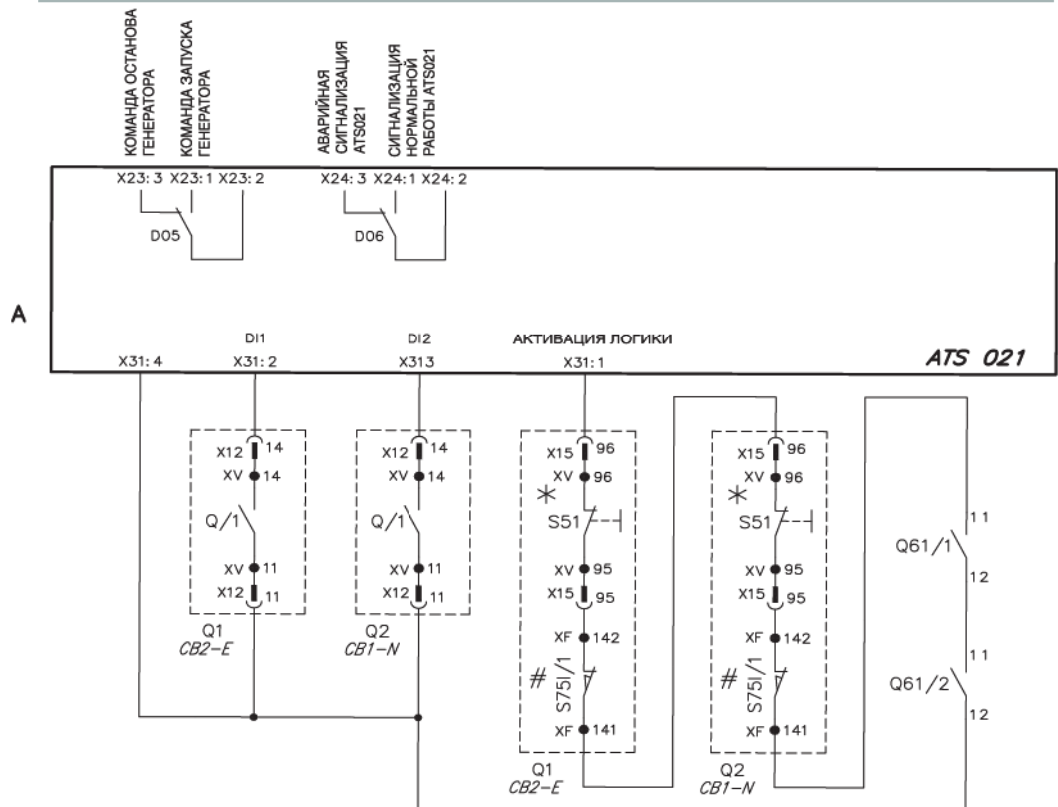 КОМАНДА ОСТАНОВА
ГЕНЕРАТОРА
КОМАНДА ЗАПУСКА
ГЕНЕРАТОРА
АВАРИЙНАЯ
СИГНАЛИЗАЦИЯ
ATS021
СИГНАЛИЗАЦИЯ
НОРМАЛЬНОЙ
РАБОТЫ ATS021
X23:3 X23:1 X23:2
X24:3 X24:1 X24:2
D05
D06
A
DI1
DI2
АКТИВАЦИЯ ЛОГИКИ
X31:4
X31:2
X313
X31:1
ATS 021
X12 14
XV 14
Q/1
XV 11
X12 11
Q1
CB2-E
X12 14
XV 14
Q/1
XV 11
X12 11
Q2
CB1-N
X15 96
XV 96
*
S51
XV 95
X15 95
XF 142
# S75I/1
XF 141
Q1
CB2-E
X15 96
XV 96
*
S51
XV 95
X15 95
XF 142
# S75I/1
XF 141
Q2
CB1-N
11
Q61/1
12
11
Q61/2
12